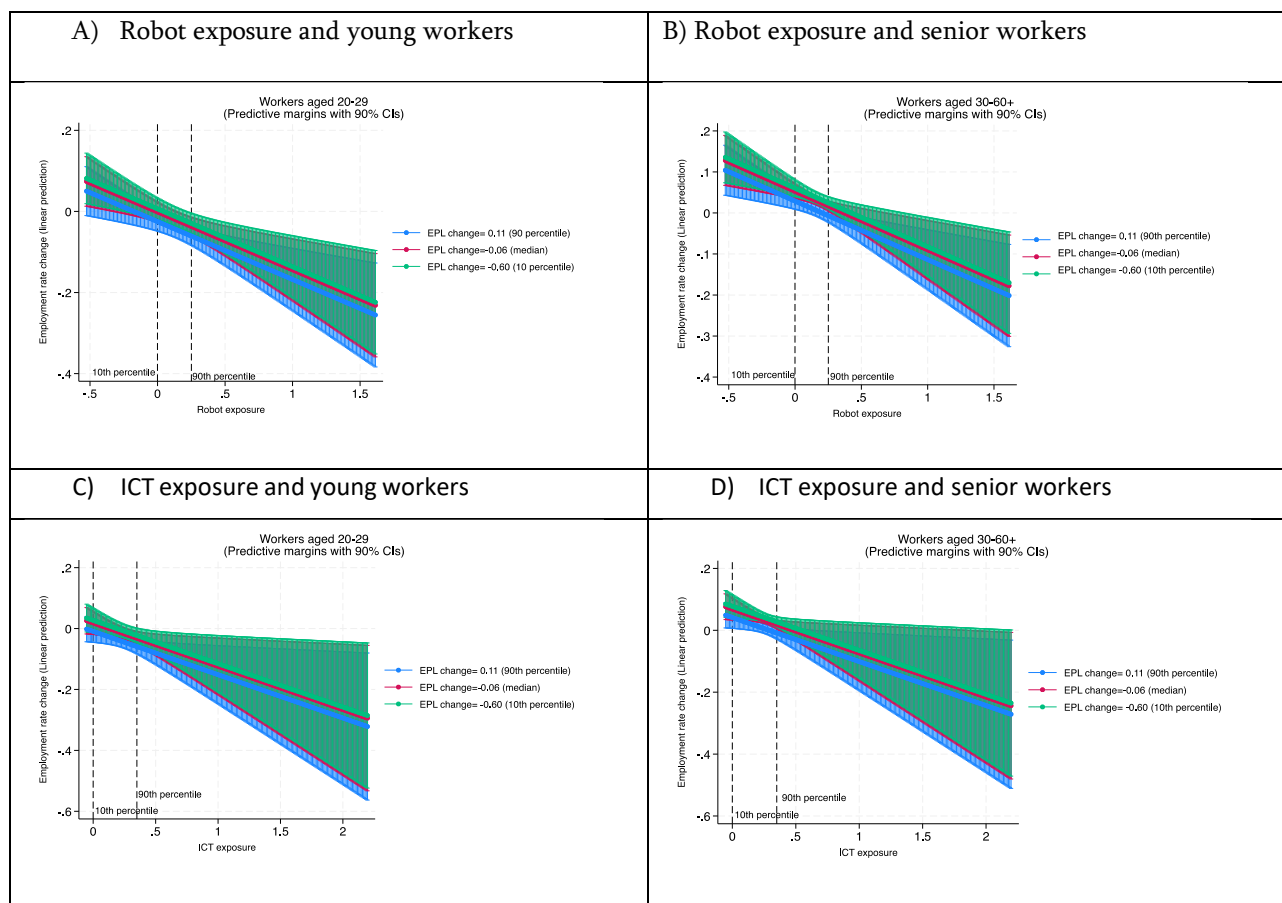 A) Robot exposure and young workers
B) Robot exposure and senior workers
Workers aged 20-29
(Predictive margins with 90% CIs)
.2
0
-.2
-.4
Employment rate change (linear prediction)
10th percentile
90th percentile
-.5
0
.5
1
1.5
Robot exposure
EPL change= 0.11 (90 percentile)
EPL change=-0.06 (median)
EPL change= -0.60 (10 percentile)
Workers aged 30-60+
(Predictive margins with 90% CIs)
.2
.1
0
-.1
-.2
-.3
-.4
Employment rate change (Linear prediction)
10th percentile
90th percentile
-.5
0
.5
1
1.5
Robot exposure
EPL change= 0.11 (90th percentile)
EPL change=-0.06 (median)
EPL change= -0.60 (10th percentile)
C) ICT exposure and young workers
D) ICT exposure and senior workers
Workers aged 20-29
(Predictive margins with 90% CIs)
.2
0
-.2
-.4
-.6
Employment rate change (Linear prediction)
90th percentile
10th percentile
0
.5
1
1.5
2
ICT exposure
EPL change= 0.11 (90th percentile)
EPL change=-0.06 (median)
EPL change= -0.60 (10th percentile)
Workers aged 30-60+
(Predictive margins with 90% CIs)
.2
0
-.2
-.4
-.6
Employment rate change (Linear prediction)
90th percentile
10th percentile
0
.5
1
1.5
2
ICT exposure
EPL change= 0.11 (90th percentile)
EPL change=-0.06 (median)
EPL change= -0.60 (10th percentile)